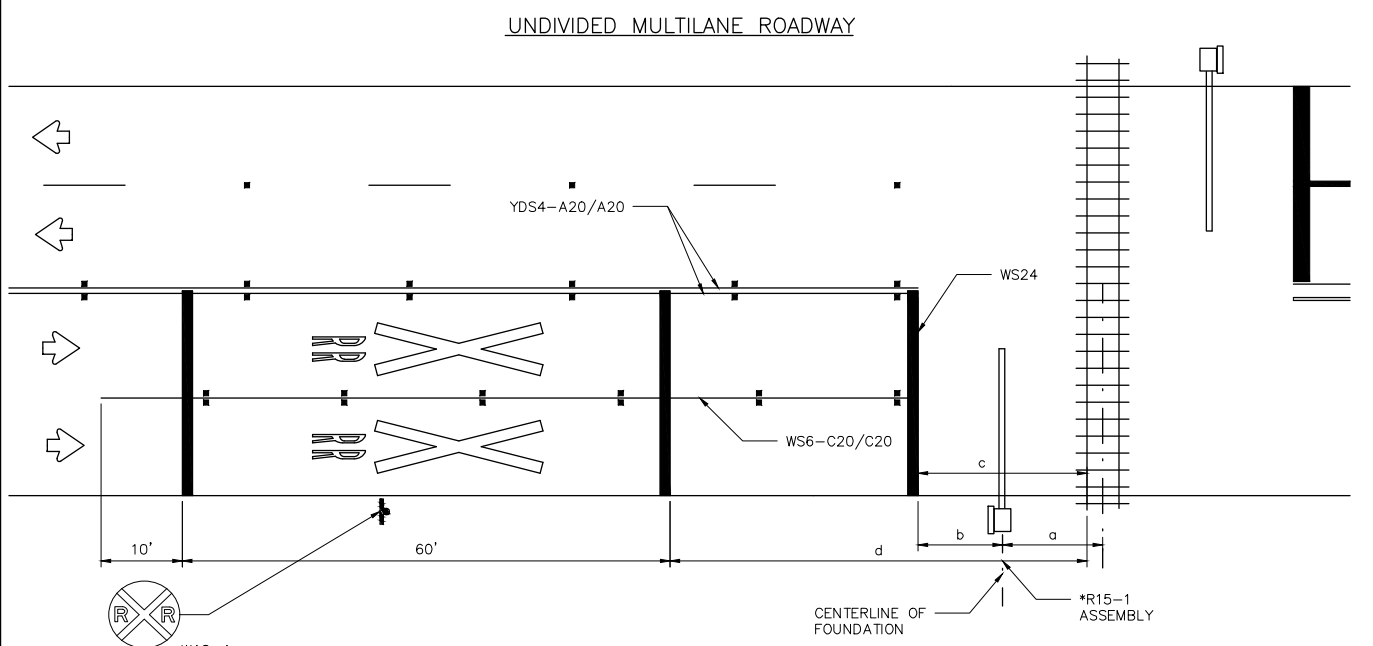 UNDIVIDED MULTILANE ROADWAY
YDS4-A20/A20
WS24
RR
RR
WS6-C20/C20
c
b
a
10'
60'
d
R R
CENTERLINE OF
FOUNDATION
*R15-1
ASSEMBLY